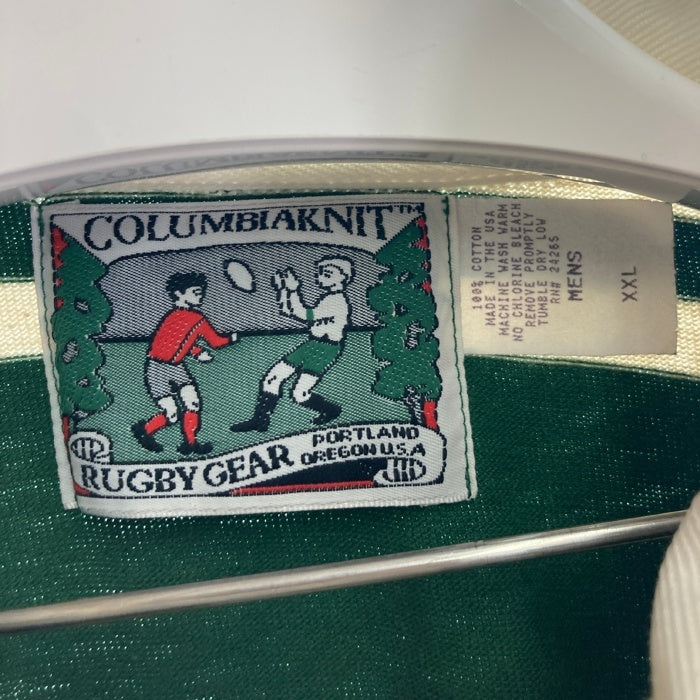 COLUMBIAKNIT™
RUGBY GEAR
PORTLAND
OREGON U.S.A
100% COTTON
MADE IN THE USA
MACHINE WASH WARM
NO CHLORINE BLEACH
REMOVE PROMPTLY
TUMBLE DRY LOW
RN# 24265
MENS
XXL